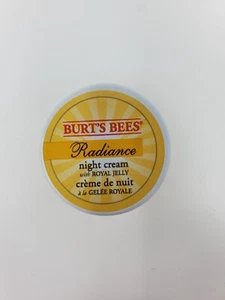 BURT'S BEES®
Radiance
night cream
with ROYAL JELLY
crème de nuit
à la GELÉE ROYALE